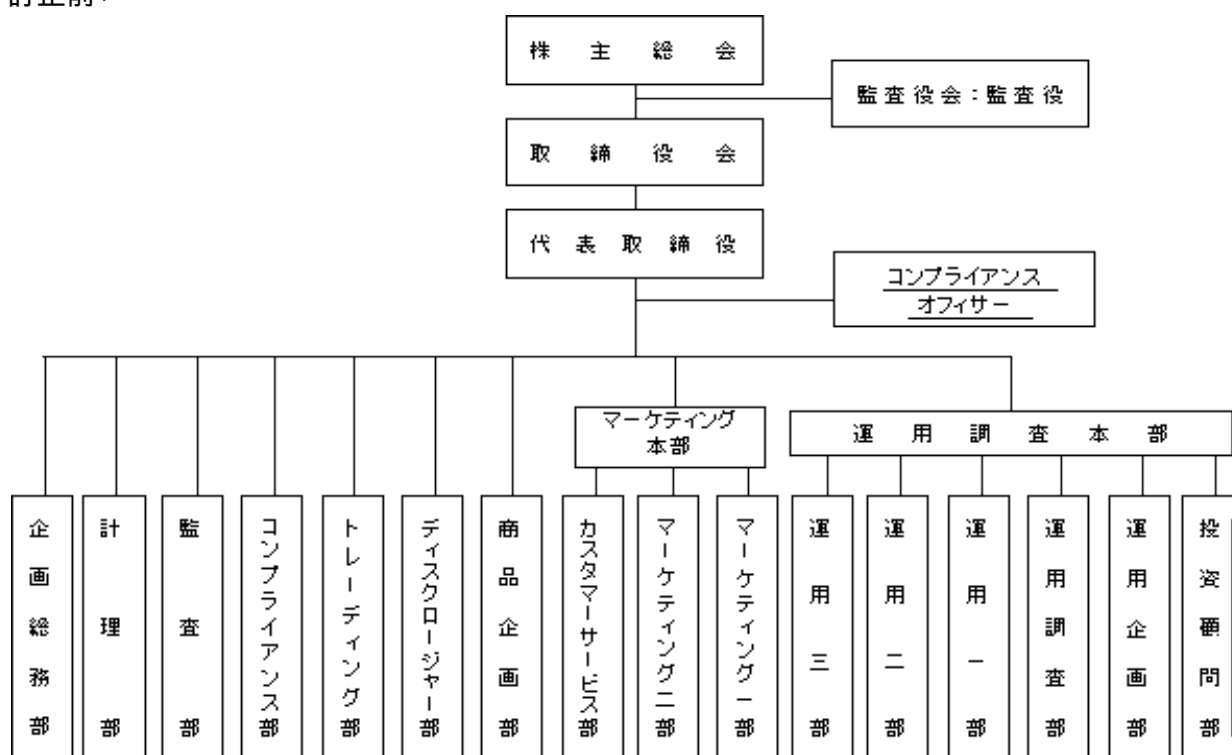 株主総会
監査役会：監査役
取締役会
代表取締役
コンプライアンス
オフィサー
マーケティング
本部
運用調査本部
企画総務部
計理部
監査部
コンプライアンス部
トレーディング部
ディスクロージャー部
商品企画部
カスタマーサービス部
マーケティング二部
マーケティング一部
運用三部
運用二部
運用一部
運用調査部
運用企画部
投資顧問部